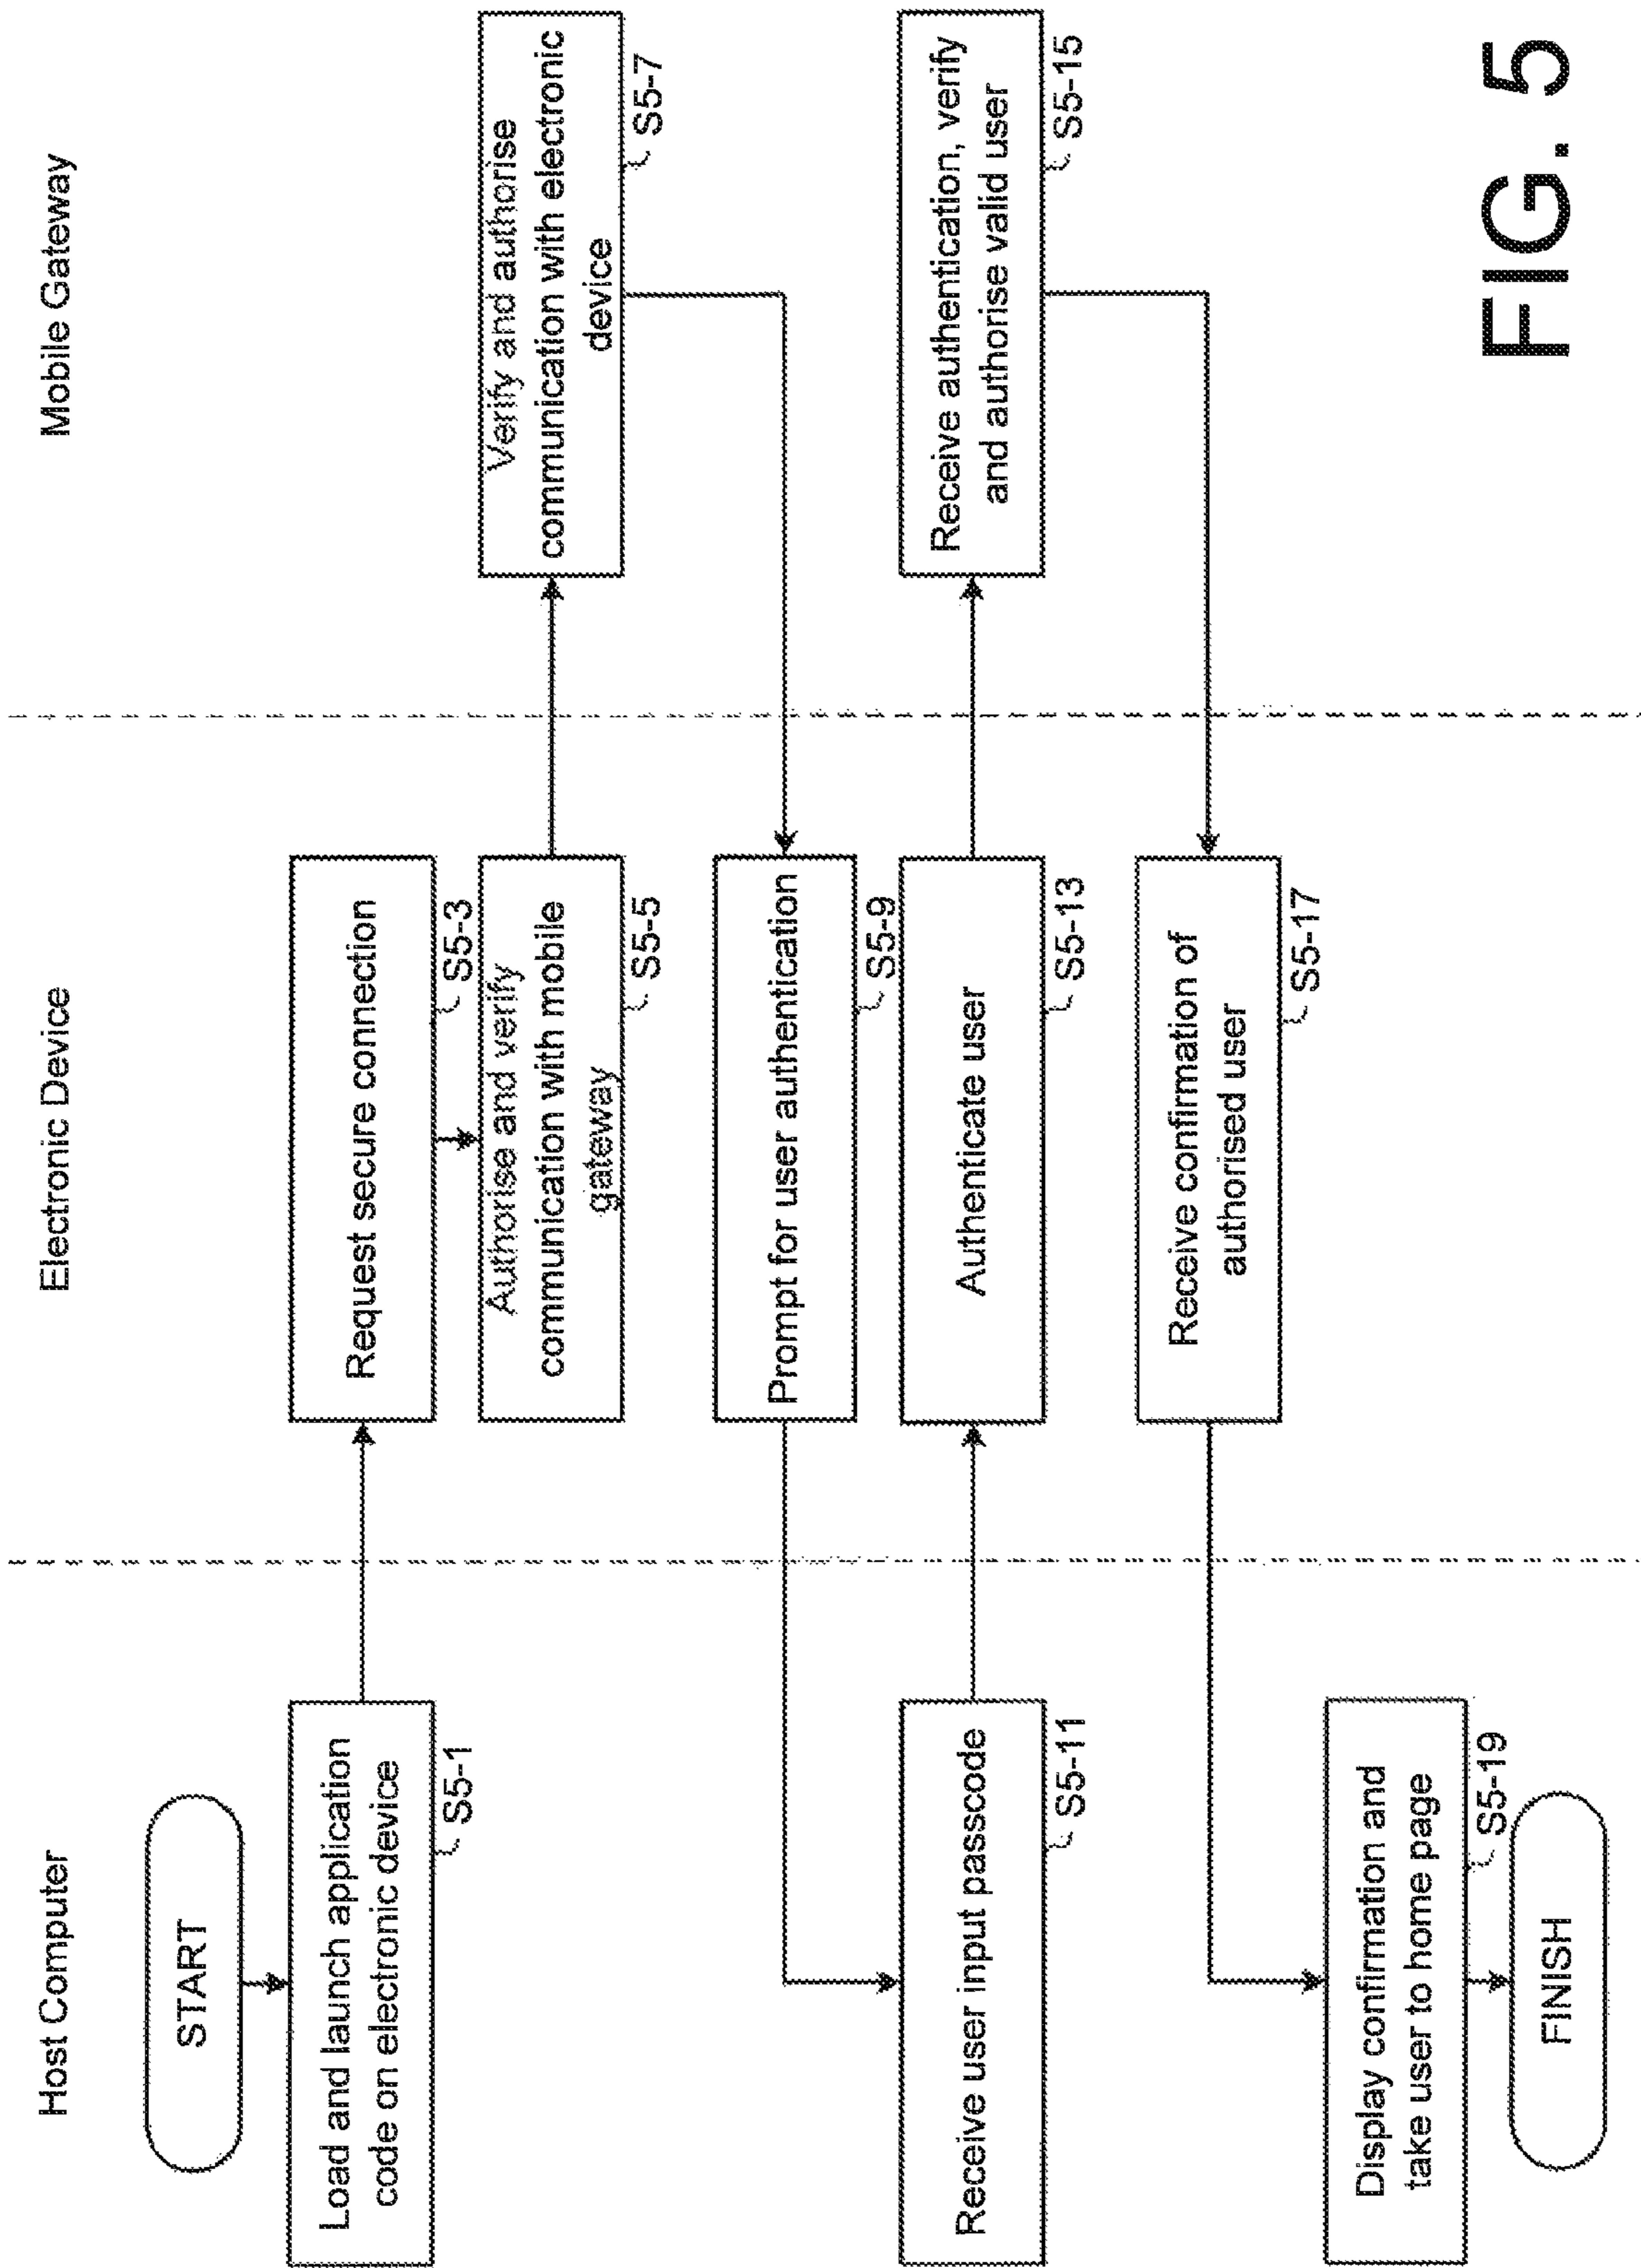 Host Computer
Electronic Device
Mobile Gateway
START
Load and launch application
code on electronic device
S5-1
Request secure connection
S5-3
Authorise and verify
communication with mobile
gateway
S5-5
Verify and authorise
communication with electronic
device
S5-7
Prompt for user authentication
S5-9
Receive user input passcode
S5-11
Authenticate user
S5-13
Receive authentication, verify
and authorise valid user
S5-15
Receive confirmation of
authorised user
S5-17
Display confirmation and
take user to home page
S5-19
FINISH
FIG. 5